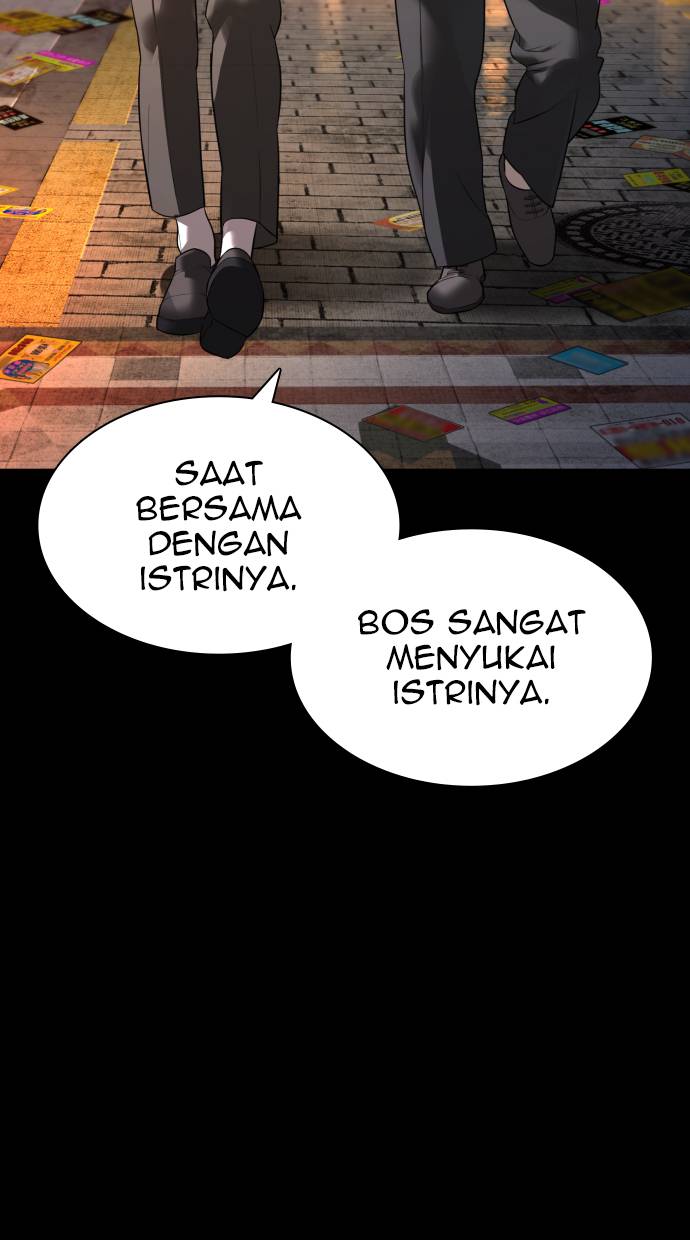 SAAT
BERSAMA
DENGAN
ISTRINYA.
BOS SANGAT
MENYUKAI
ISTRINYA.